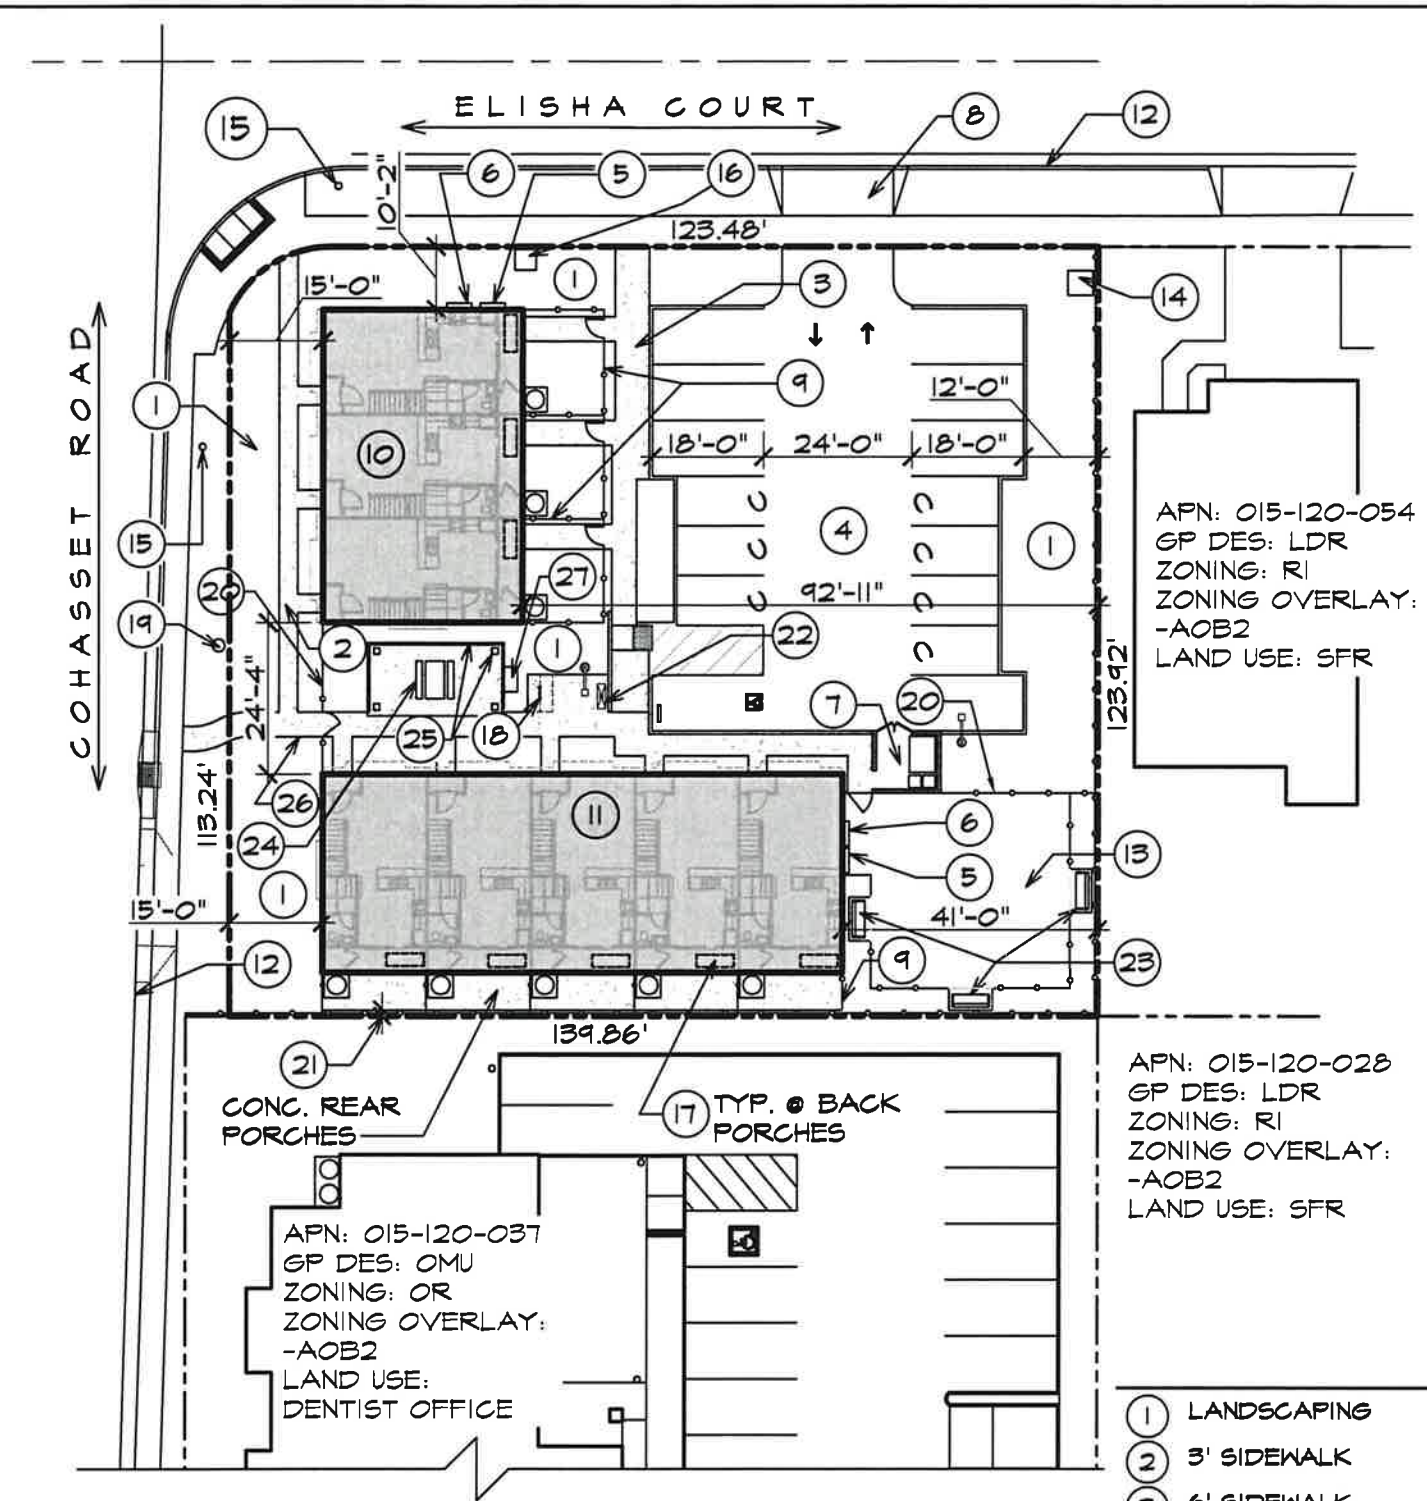 ELISHA COURT
15
8
12
6
5
16
10'-2"
123.48'
1
3
14
15'-0"
COHASSET ROAD
1
9
12'-0"
10
18'-0"
24'-0"
18'-0"
APN: 015-120-054
GP DES: LDR
ZONING: R1
ZONING OVERLAY:
-AOB2
LAND USE: SFR
15
4
1
27
92'-11"
20
19
2
1
22
24'-4"
123.92'
7
20
25
18
26
113.24'
24
11
6
5
13
1
15'-0"
41'-0"
12
9
23
139.86'
21
CONC. REAR
PORCHES
17
TYP. @ BACK
PORCHES
APN: 015-120-028
GP DES: LDR
ZONING: R1
ZONING OVERLAY:
-AOB2
LAND USE: SFR
APN: 015-120-037
GP DES: OMU
ZONING: OR
ZONING OVERLAY:
-AOB2
LAND USE:
DENTIST OFFICE
1 LANDSCAPING
2 3' SIDEWALK
6' SIDEWALK